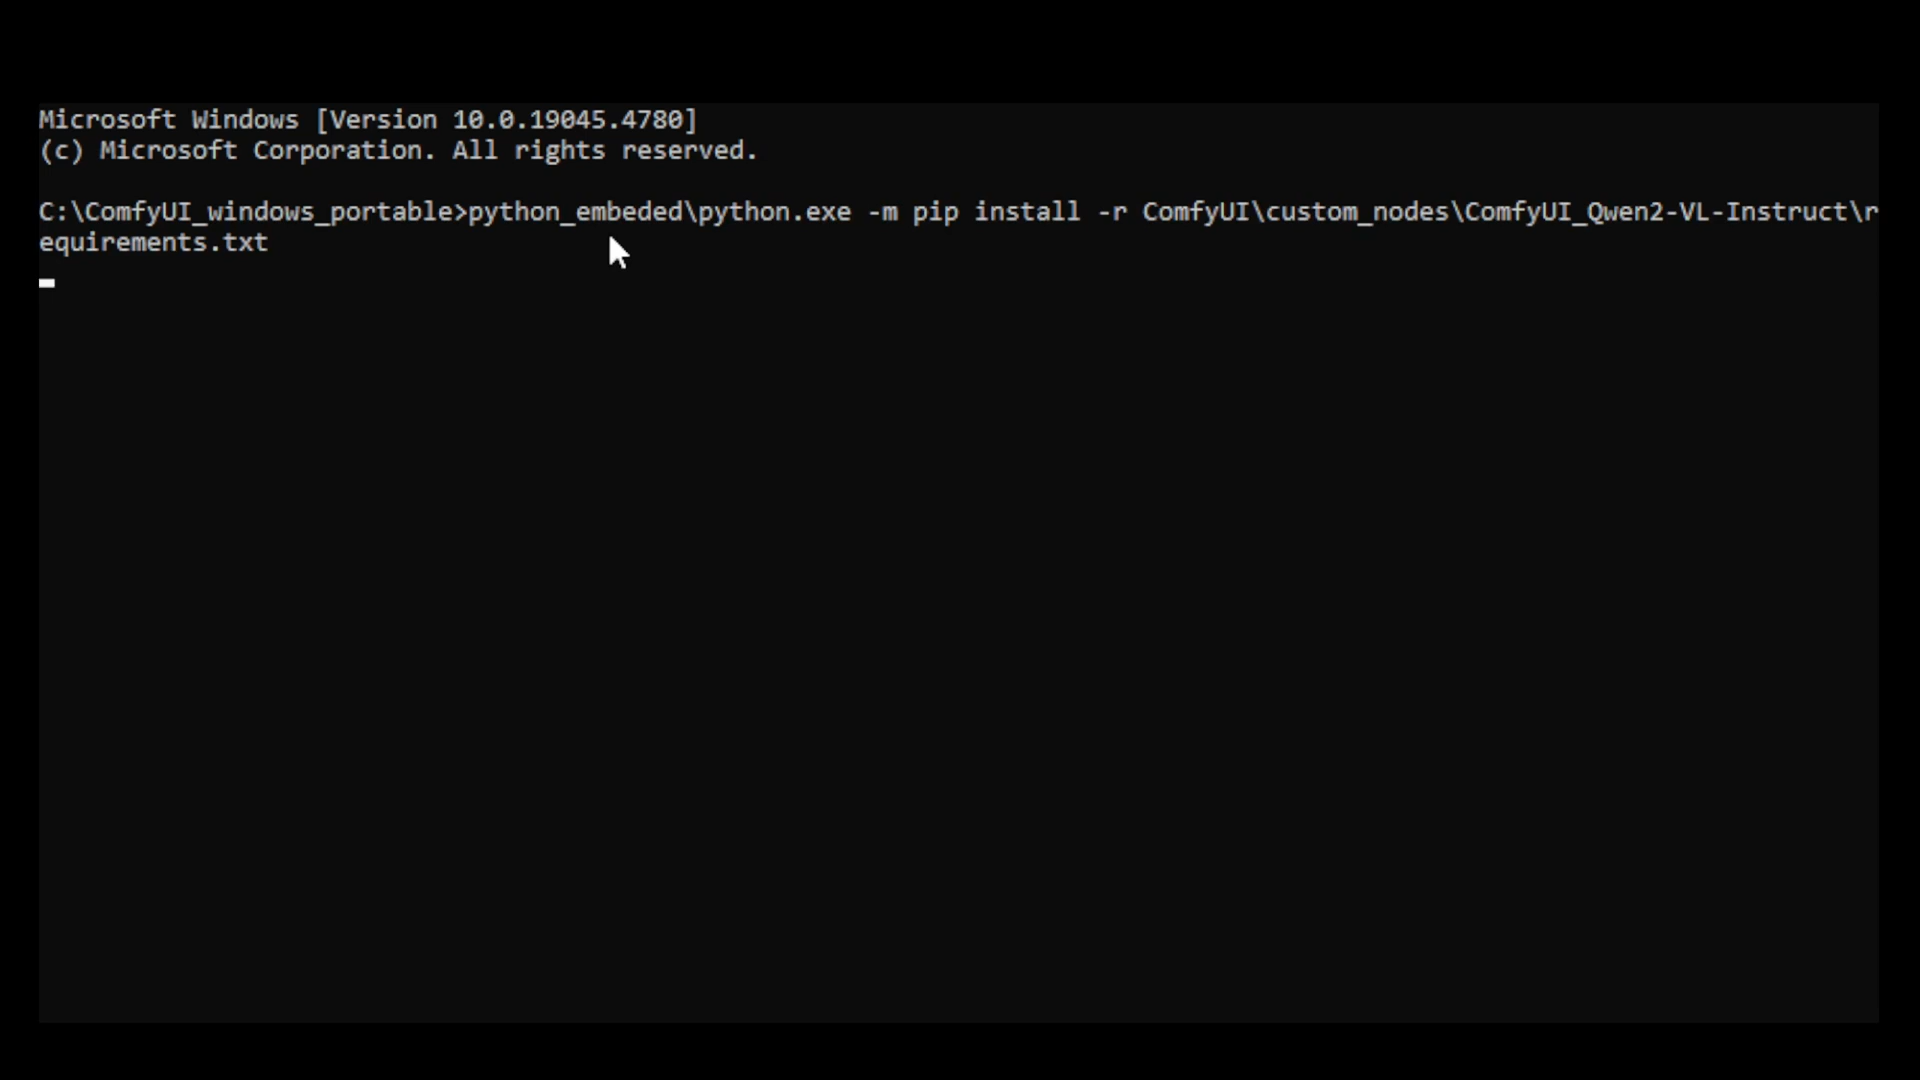 Microsoft Windows [Version 10.0.19045.4780]
(c) Microsoft Corporation. All rights reserved.
C:\ComfyUI_windows_portable>python_embeded\python.exe -m pip install -r ComfyUI\custom_nodes\ComfyUI_Qwen2-VL-Instruct\r
equirements.txt